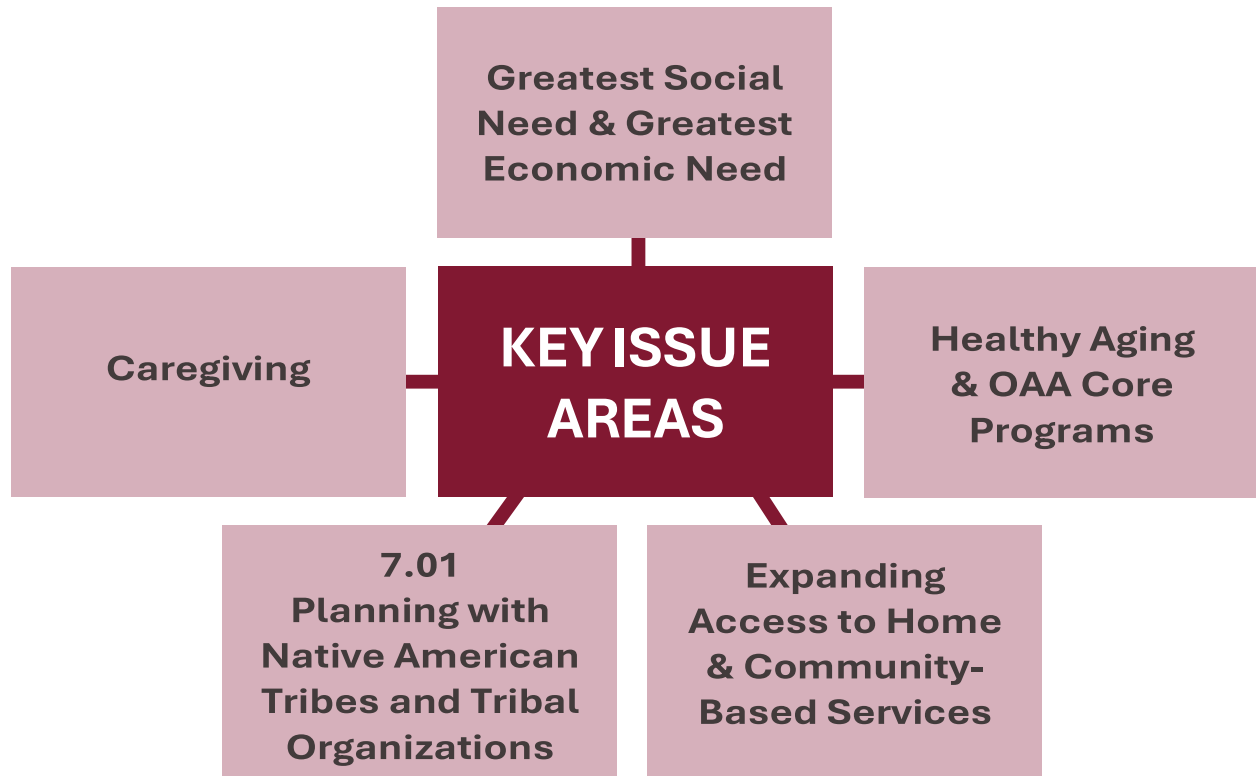 Greatest Social
Need & Greatest
Economic Need
Caregiving
KEY ISSUE
AREAS
Healthy Aging
& OAA Core
Programs
7.01
Planning with
Native American
Tribes and Tribal
Organizations
Expanding
Access to Home
& Community-
Based Services